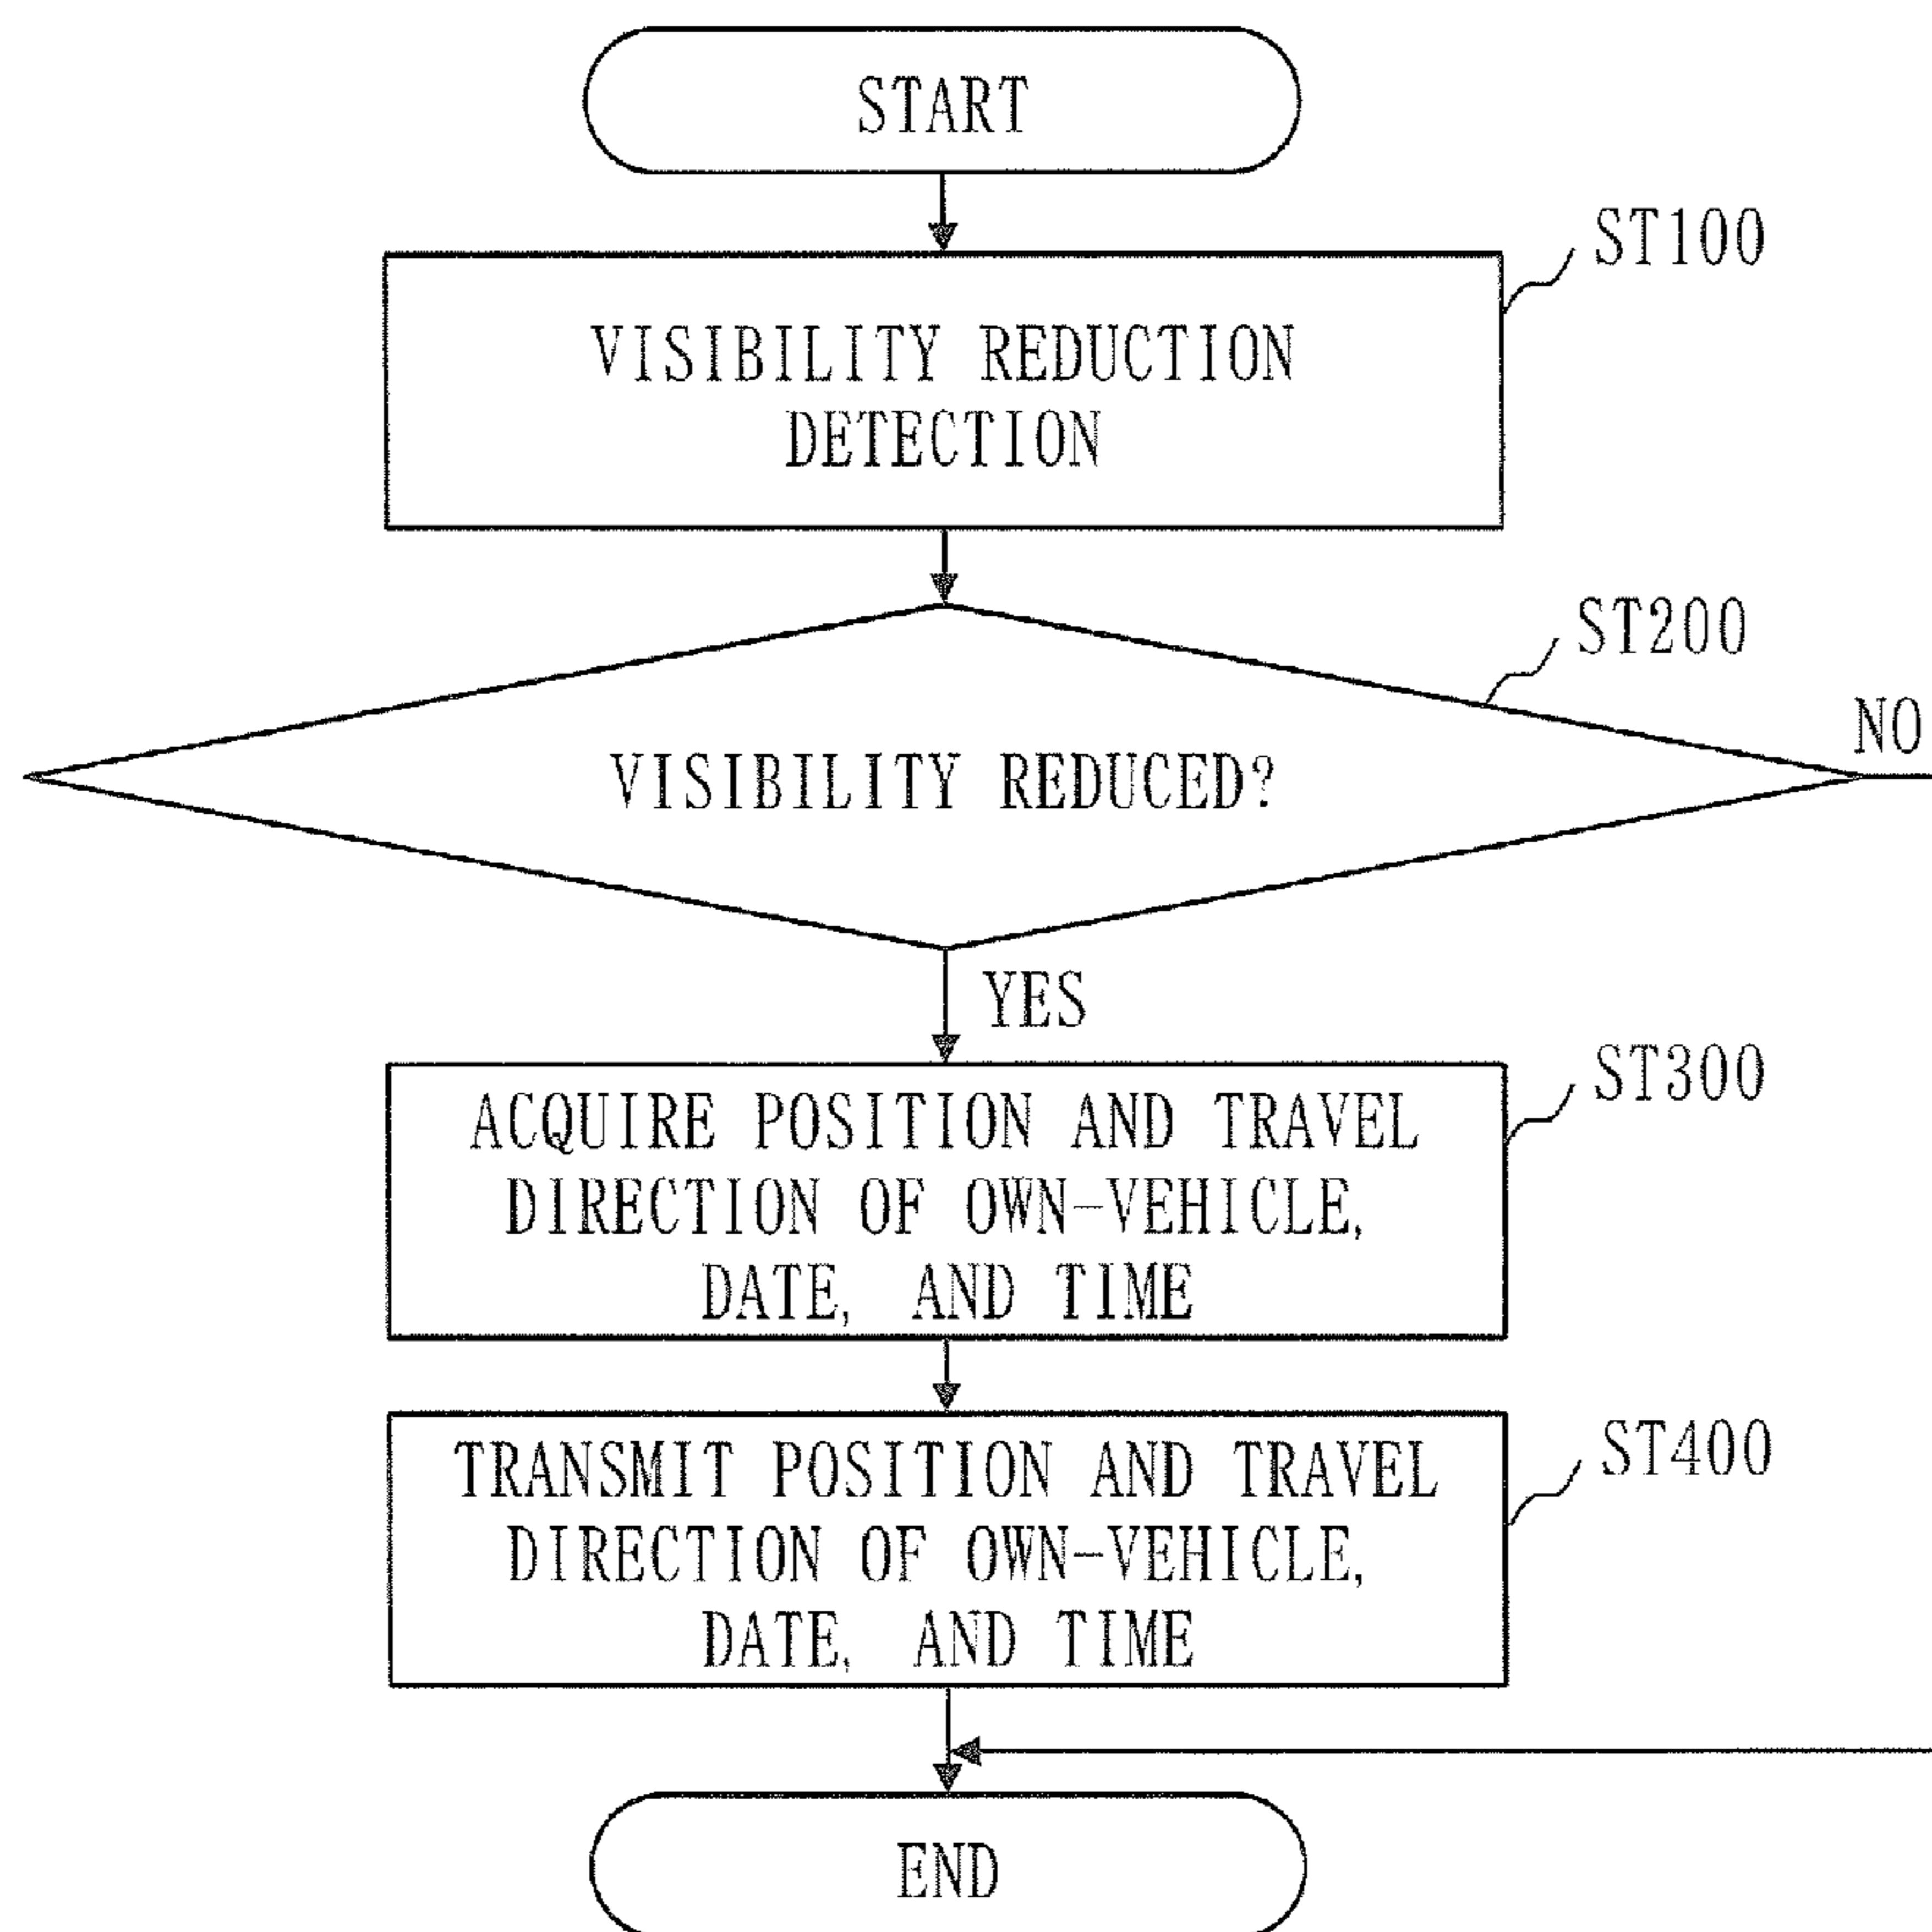 START
ST100
VISIBILITY REDUCTION
DETECTION
ST200
NO
VISIBILITY REDUCED?
YES
ST300
ACQUIRE POSITION AND TRAVEL
DIRECTION OF OWN-VEHICLE,
DATE, AND TIME
ST400
TRANSMIT POSITION AND TRAVEL
DIRECTION OF OWN-VEHICLE,
DATE, AND TIME
END